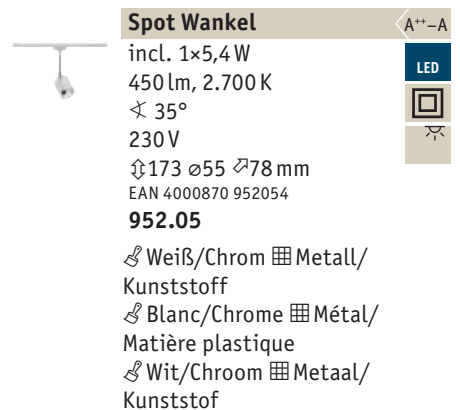 Spot Wankel
A++–A
incl. 1×5,4 W
450 lm, 2.700 K
LED
∢ 35°
230 V
⇳173 ⌀55 ⬀78 mm
EAN 4000870 952054
952.05
Weiß/Chrom Metall/
Kunststoff
Blanc/Chrome Métal/
Matière plastique
Wit/Chroom Metaal/
Kunststof